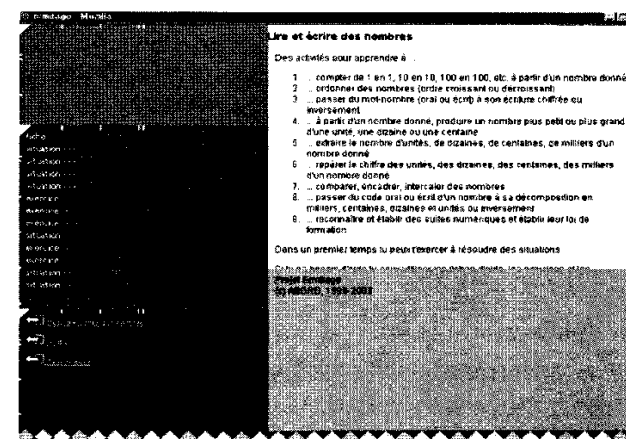 Ermitage - Mozilla
Lire et écrire des nombres
Des activités pour apprendre à ...
1. ... compter de 1 en 1, 10 en 10, 100 en 100, etc. à partir d'un nombre donné
2. ... ordonner des nombres (ordre croissant ou décroissant)
3. ... passer du mot-nombre (oral ou écrit) à son écriture chiffrée ou
inversement
4. ... à partir d'un nombre donné, produire un nombre plus petit ou plus grand
d'une unité, une dizaine ou une centaine
5. ... extraire le nombre d'unités, de dizaines, de centaines, de milliers d'un
nombre donné
6. ... repérer le chiffre des unités, des dizaines, des centaines, des milliers
d'un nombre donné
7. ... comparer, encadrer, intercaler des nombres
8. ... passer du code oral ou écrit d'un nombre à sa décomposition en
milliers, centaines, dizaines et unités ou inversement
9. ... reconnaître et établir des suites numériques et établir leur loi de
formation
Dans un premier temps tu peux t'exercer à résoudre des situations
Projet Ermitage
(c) ABORD, 1999-2003
fiche
situation
situation
situation
situation
exercice
exercice
exercice
situation
exercice
exercice
situation
situation